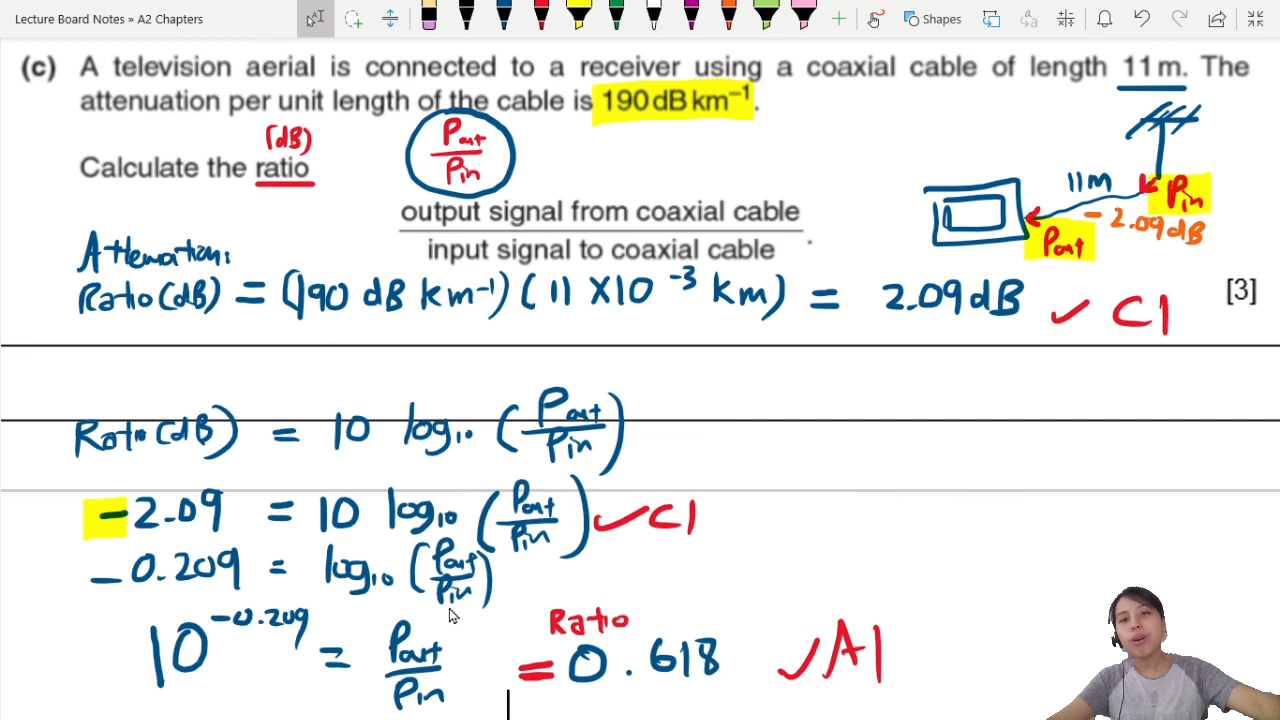 Lecture Board Notes » A2 Chapters
Shapes
(c) A television aerial is connected to a receiver using a coaxial cable of length 11 m. The
attenuation per unit length of the cable is 190 dB km⁻¹.
(dB)
Pout
Pin
Calculate the ratio
output signal from coaxial cable
input signal to coaxial cable
.
11m
Pin
- 2.09dB
Pout
Attenuation:
Ratio(dB) = (190 dB km⁻¹)(11 X10 ⁻³ km) = 2.09dB ✓ C1
[3]
Ratio(dB) = 10 log₁₀ (Pout/Pin)
-2.09 = 10 log₁₀ (Pout/Pin) ✓ C1
-0.209 = log₁₀ (Pout/Pin)
Ratio
10^-0.209 = Pout/Pin = 0.618 ✓ A1